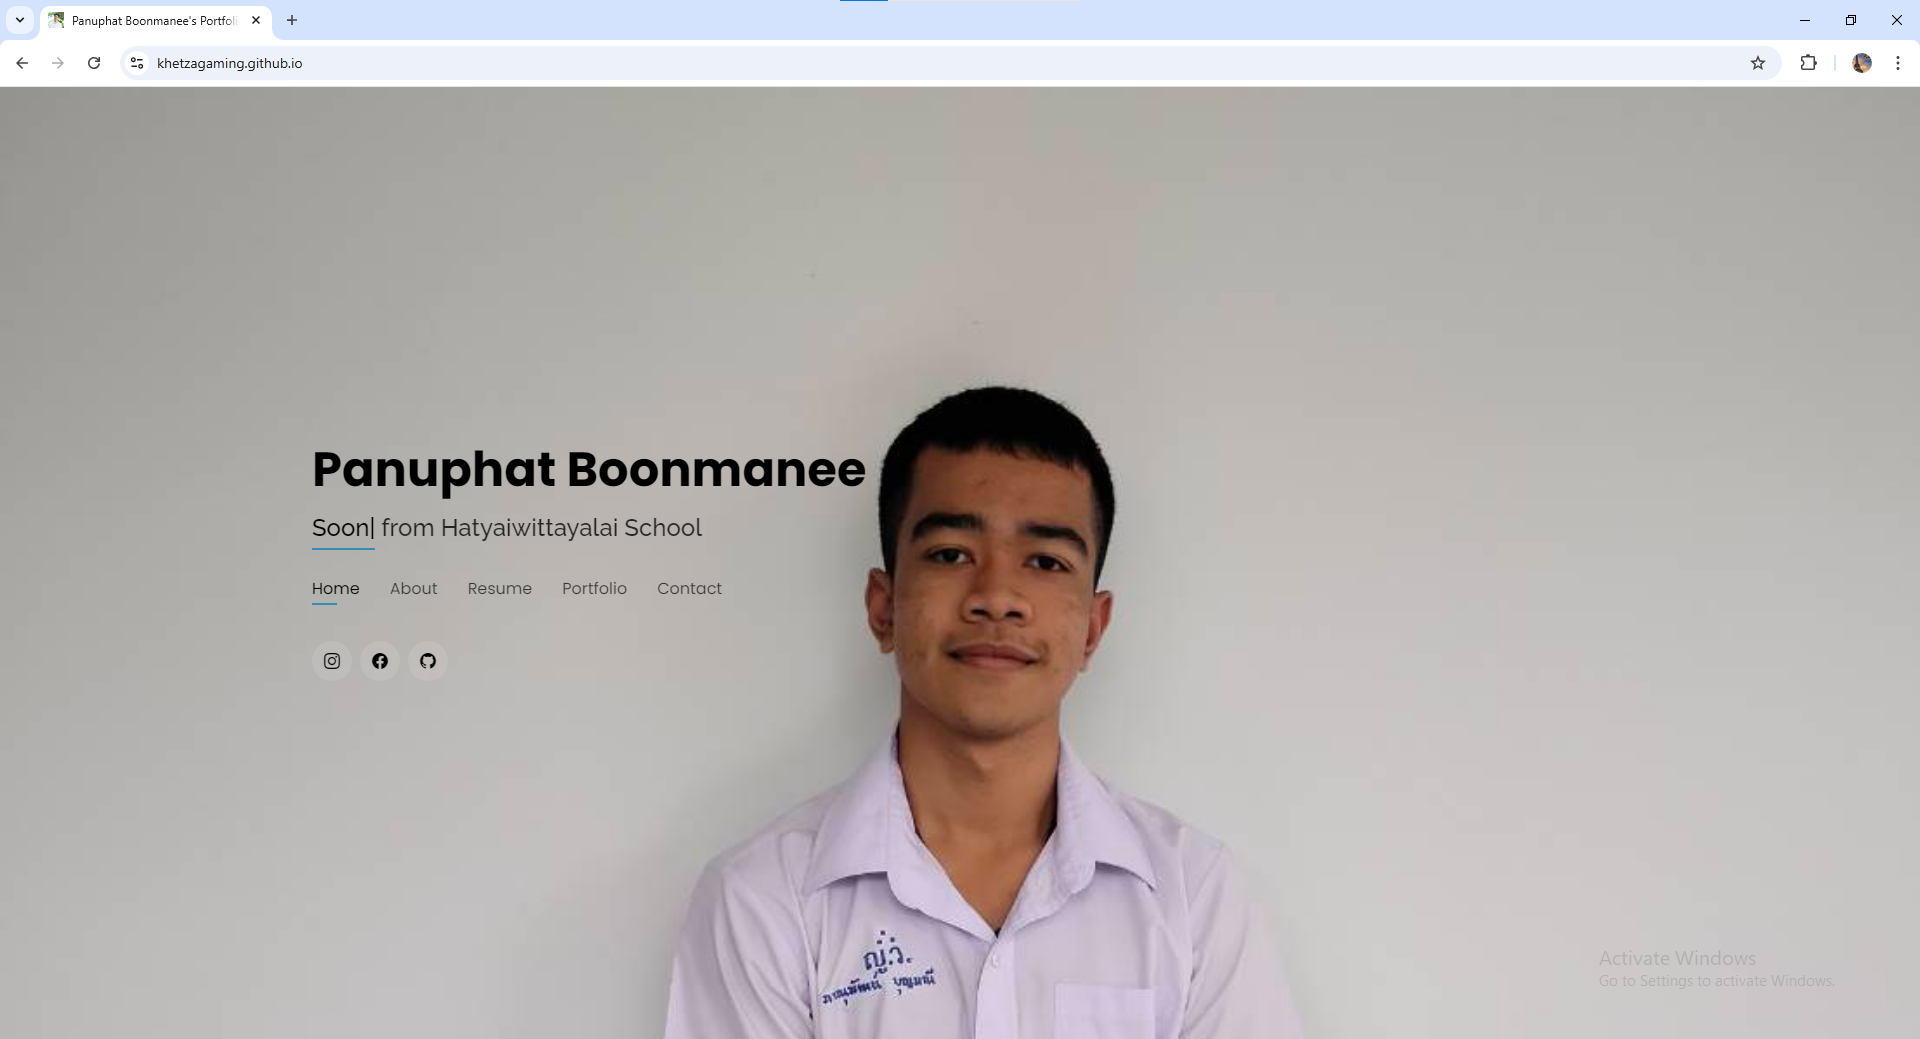 Panuphat Boonmanee's Portfoli
khetzagaming.github.io
Panuphat Boonmanee
Soon| from Hatyaiwittayalai School
Home About Resume Portfolio Contact
ญ.ว.
ภาณุพัฒน์ บุญมณี
Activate Windows
Go to Settings to activate Windows.